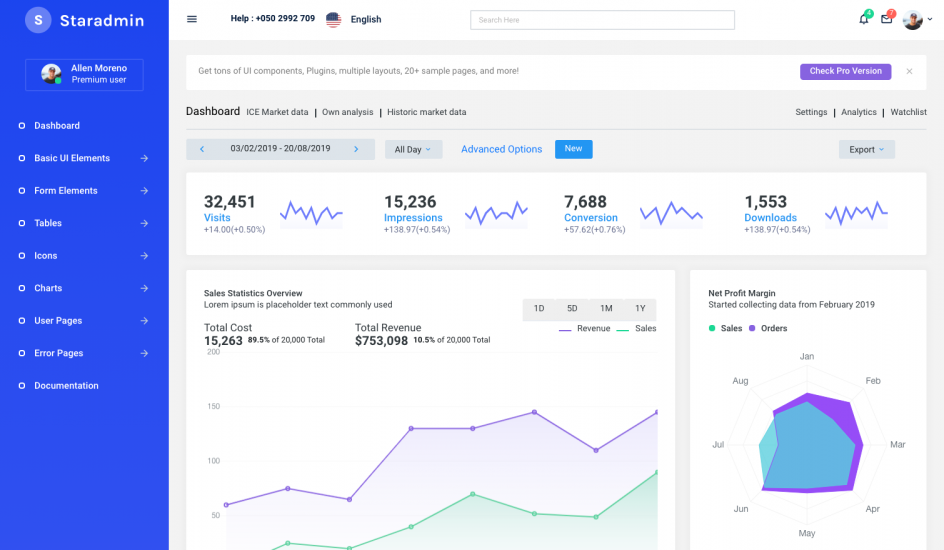 S Staradmin
Help : +050 2992 709 English
Search Here
4
7
Allen Moreno
Premium user
Dashboard
Basic UI Elements
Form Elements
Tables
Icons
Charts
User Pages
Error Pages
Documentation
Get tons of UI components, Plugins, multiple layouts, 20+ sample pages, and more!
Check Pro Version
Dashboard ICE Market data | Own analysis | Historic market data
Settings | Analytics | Watchlist
03/02/2019 - 20/08/2019
All Day
Advanced Options
New
Export
32,451
Visits
+14.00(+0.50%)
15,236
Impressions
+138.97(+0.54%)
7,688
Conversion
+57.62(+0.76%)
1,553
Downloads
+138.97(+0.54%)
Sales Statistics Overview
Lorem ipsum is placeholder text commonly used
1D 5D 1M 1Y
Total Cost
15,263 89.5% of 20,000 Total
Total Revenue
$753,098 10.5% of 20,000 Total
Revenue Sales
200
150
100
50
Net Profit Margin
Started collecting data from February 2019
Sales Orders
Jan
Feb
Mar
Apr
May
Jun
Jul
Aug